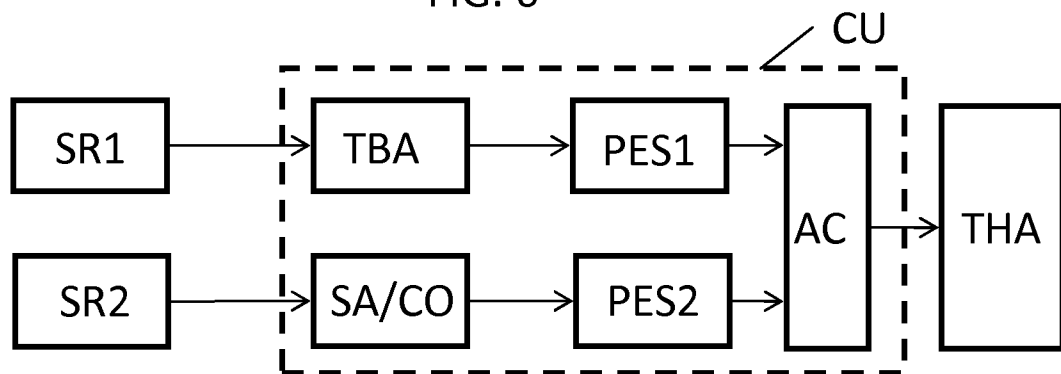 CU
SR1
TBA
PES1
AC
THA
SR2
SA/CO
PES2